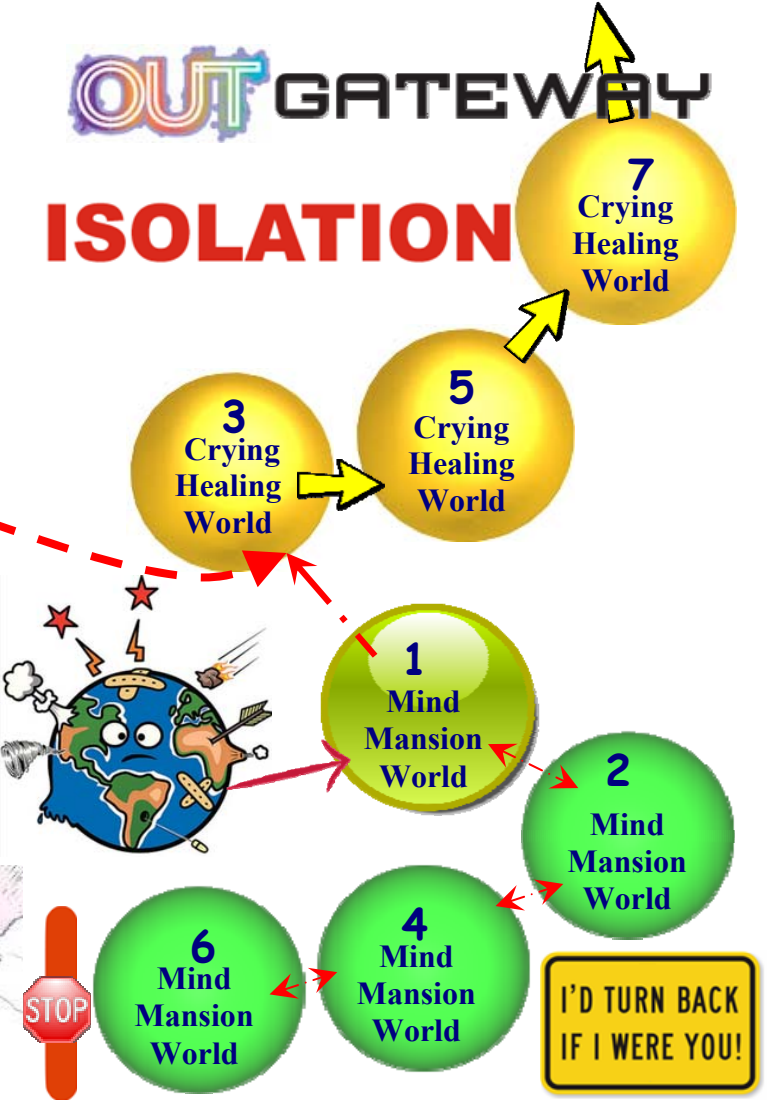 OUT GATEWAY
ISOLATION
7
Crying
Healing
World
5
Crying
Healing
World
3
Crying
Healing
World
1
Mind
Mansion
World
2
Mind
Mansion
World
4
Mind
Mansion
World
6
Mind
Mansion
World
STOP
I'D TURN BACK
IF I WERE YOU!